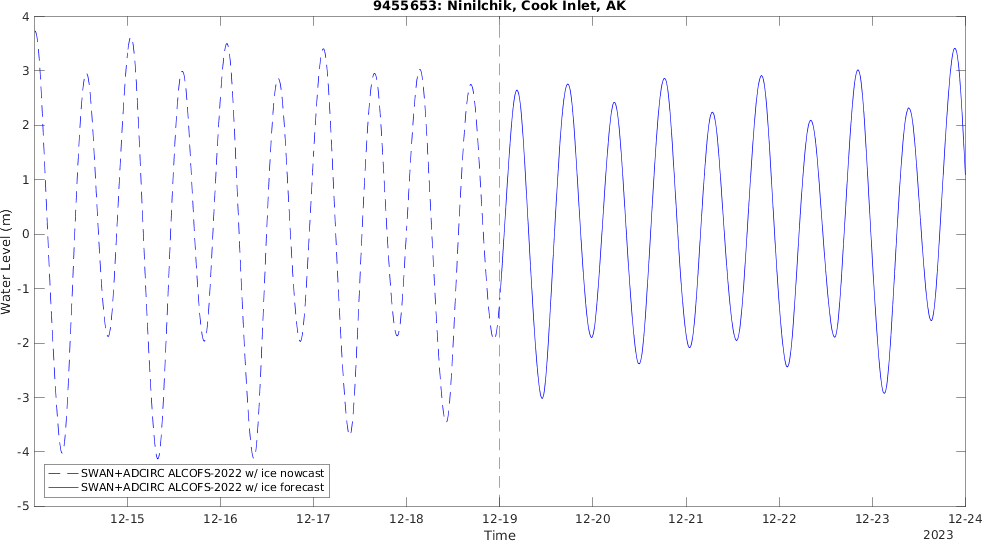 9455653: Ninilchik, Cook Inlet, AK
4
3
2
1
0
-1
-2
-3
-4
-5
Water Level (m)
SWAN+ADCIRC ALCOFS-2022 w/ ice nowcast
SWAN+ADCIRC ALCOFS-2022 w/ ice forecast
12-15 12-16 12-17 12-18 12-19 12-20 12-21 12-22 12-23 12-24
Time
2023